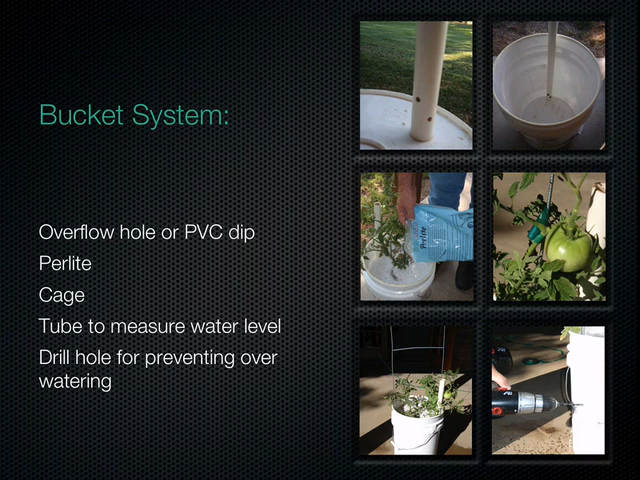 Bucket System:
Overflow hole or PVC dip
Perlite
Cage
Tube to measure water level
Drill hole for preventing over
watering
Perlite